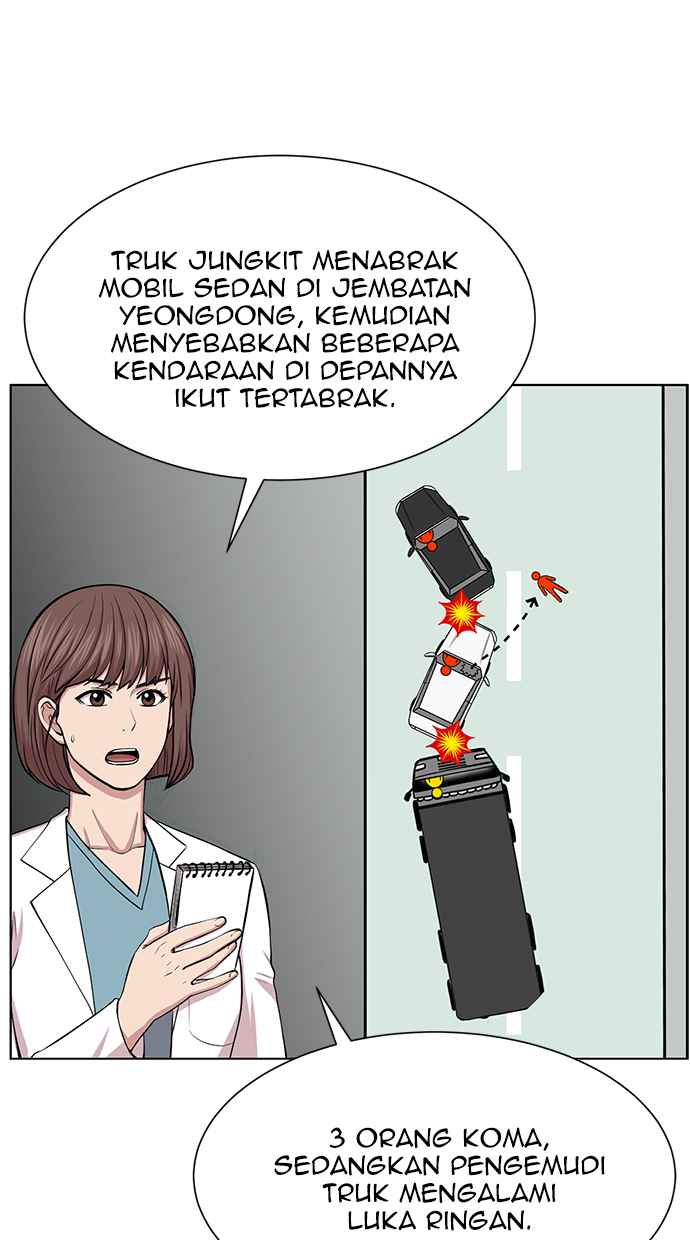 TRUK JUNGKIT MENABRAK
MOBIL SEDAN DI JEMBATAN
YEONGDONG, KEMUDIAN
MENYEBABKAN BEBERAPA
KENDARAAN DI DEPANNYA
IKUT TERTABRAK.
3 ORANG KOMA,
SEDANGKAN PENGEMUDI
TRUK MENGALAMI
LUKA RINGAN.